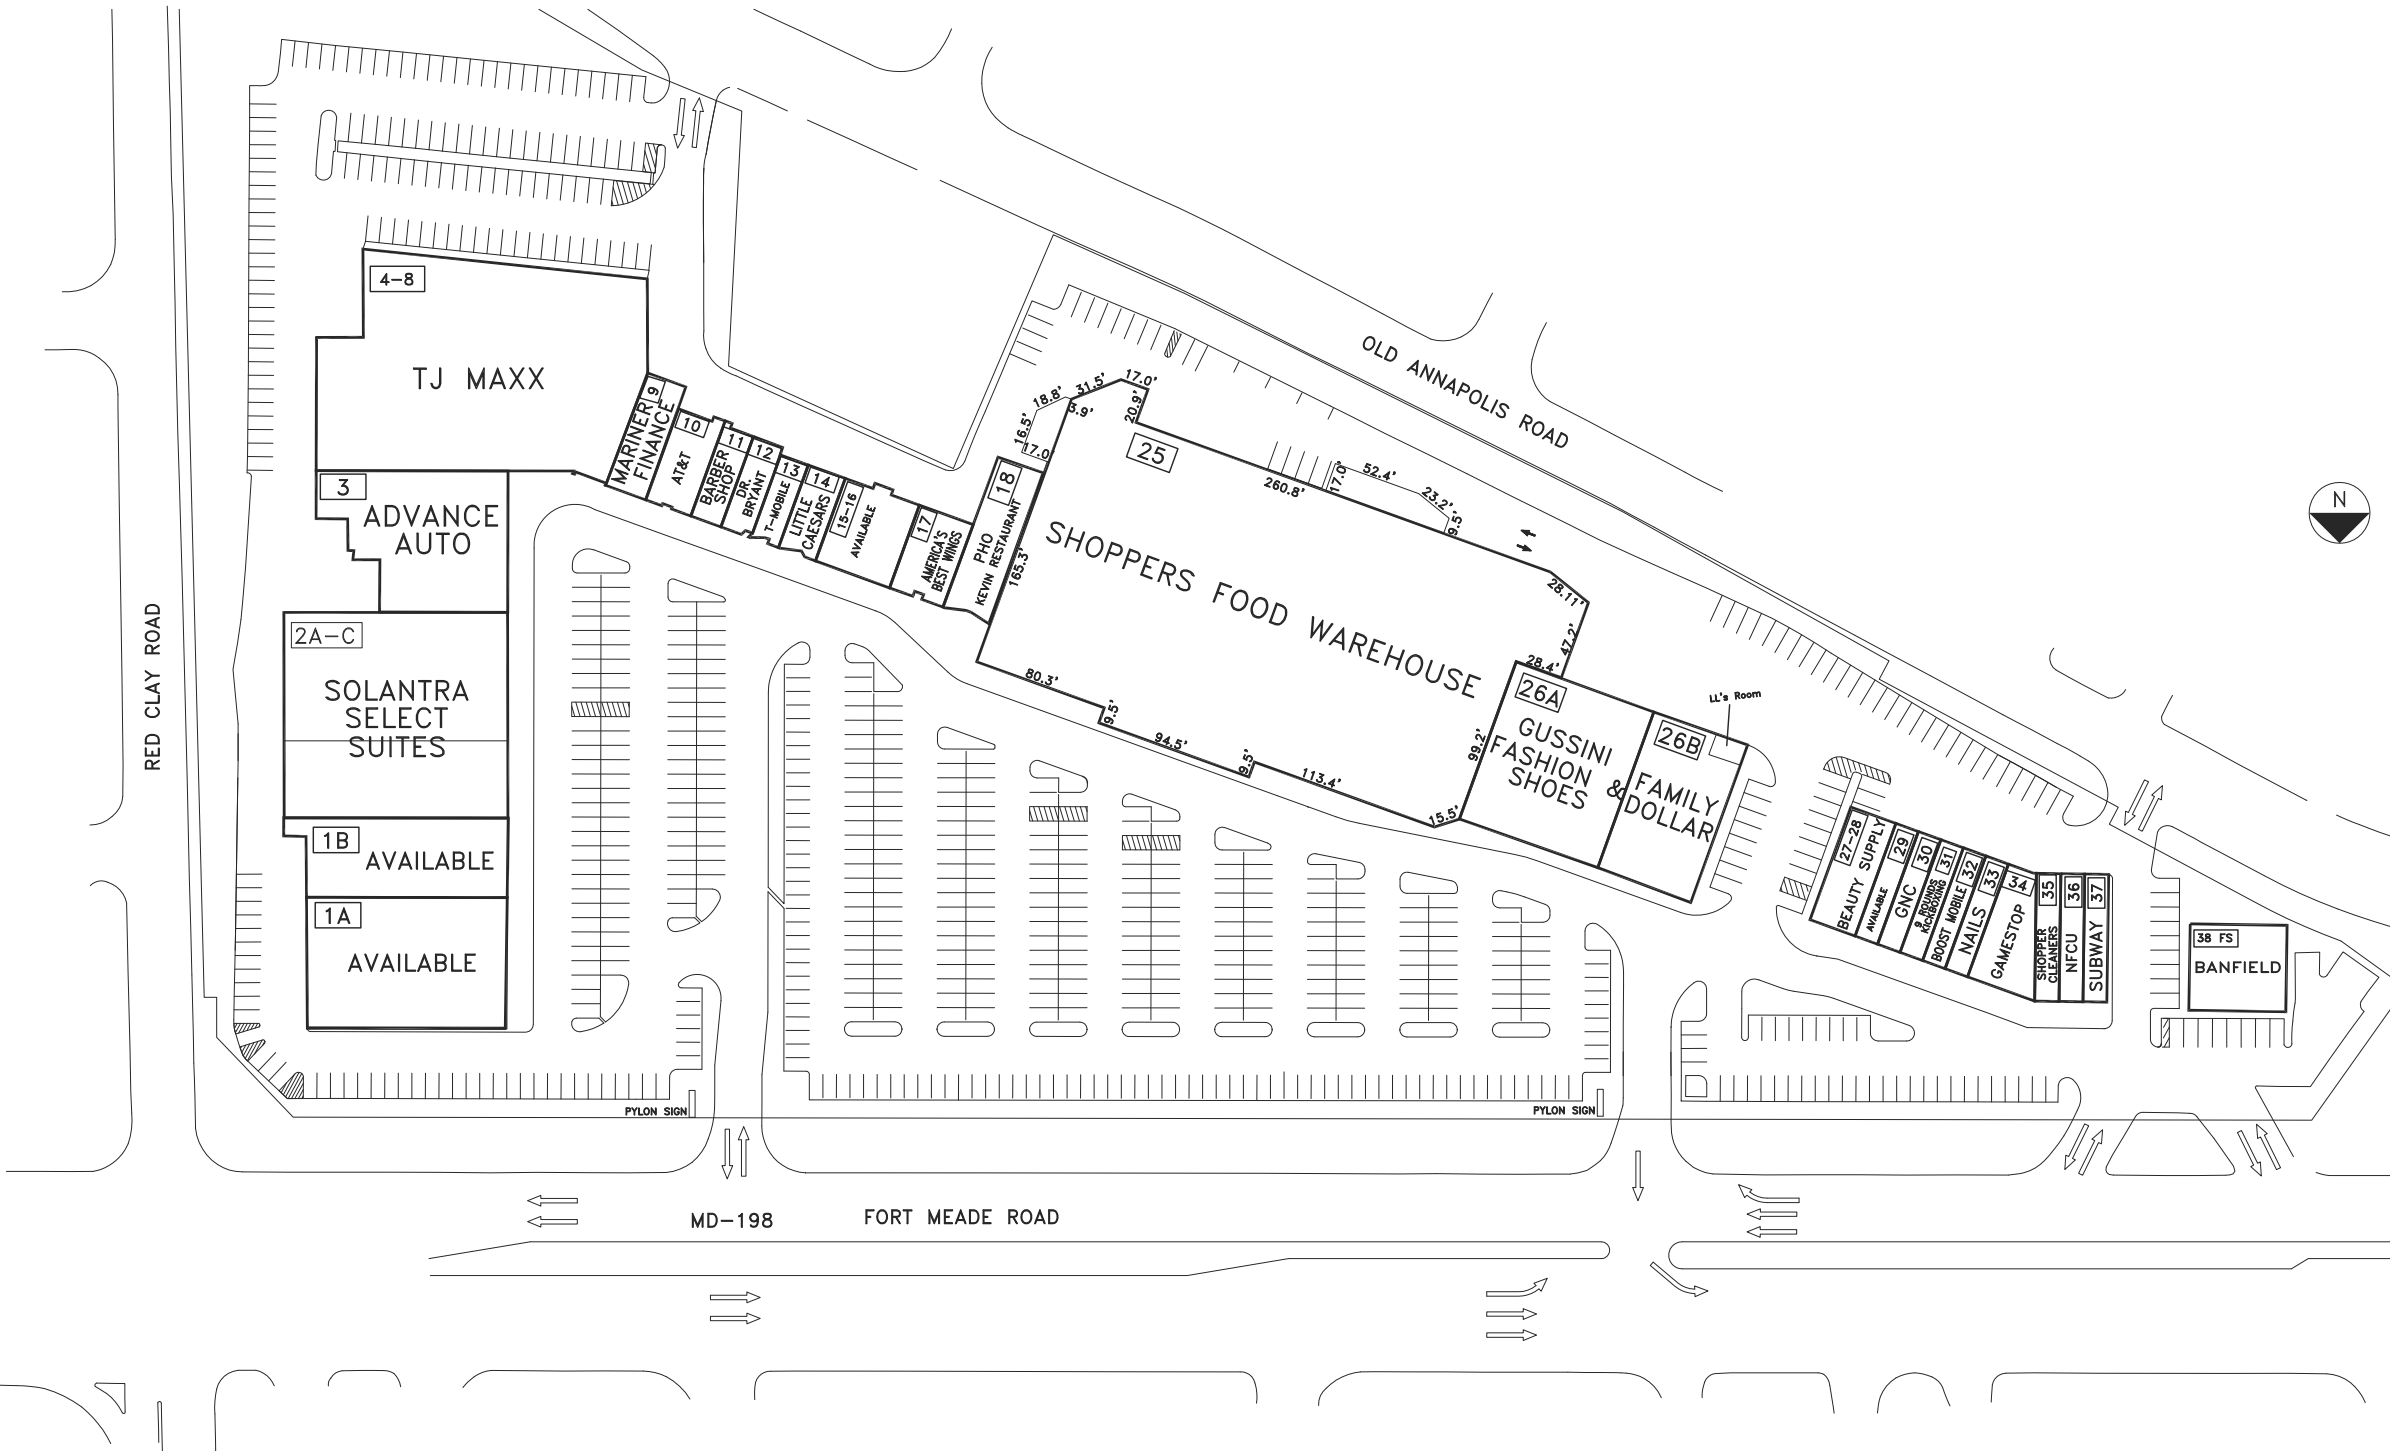 4-8
TJ MAXX
3
ADVANCE
AUTO
2A-C
SOLANTRA
SELECT
SUITES
1B
AVAILABLE
1A
AVAILABLE
RED CLAY ROAD
9
MARINER
FINANCE
10
AT&T
11
BARBER
SHOP
12
DR.
BRYANT
13
T-MOBILE
14
LITTLE
CAESARS
15-16
AVAILABLE
17
AMERICA'S
BEST WINGS
18
PHO
KEVIN RESTAURANT
165.3'
17.0'
16.5'
18.8'
3.9'
31.5'
17.0'
20.9'
25
SHOPPERS FOOD WAREHOUSE
260.8'
17.0'
52.4'
23.2'
9.5'
28.11'
47.2'
28.4'
80.3'
9.5'
94.5'
9.5'
113.4'
15.5'
99.2'
OLD ANNAPOLIS ROAD
N
26A
GUSSINI
FASHION
SHOES &
26B
FAMILY
DOLLAR
LL's Room
27-28
BEAUTY SUPPLY
29
AVAILABLE
30
GNC
31
9 ROUNDS
KICKBOXING
32
BOOST MOBILE
33
NAILS
34
GAMESTOP
35
SHOPPER
CLEANERS
36
NFCU
37
SUBWAY
38 FS
BANFIELD
PYLON SIGN
PYLON SIGN
MD-198
FORT MEADE ROAD